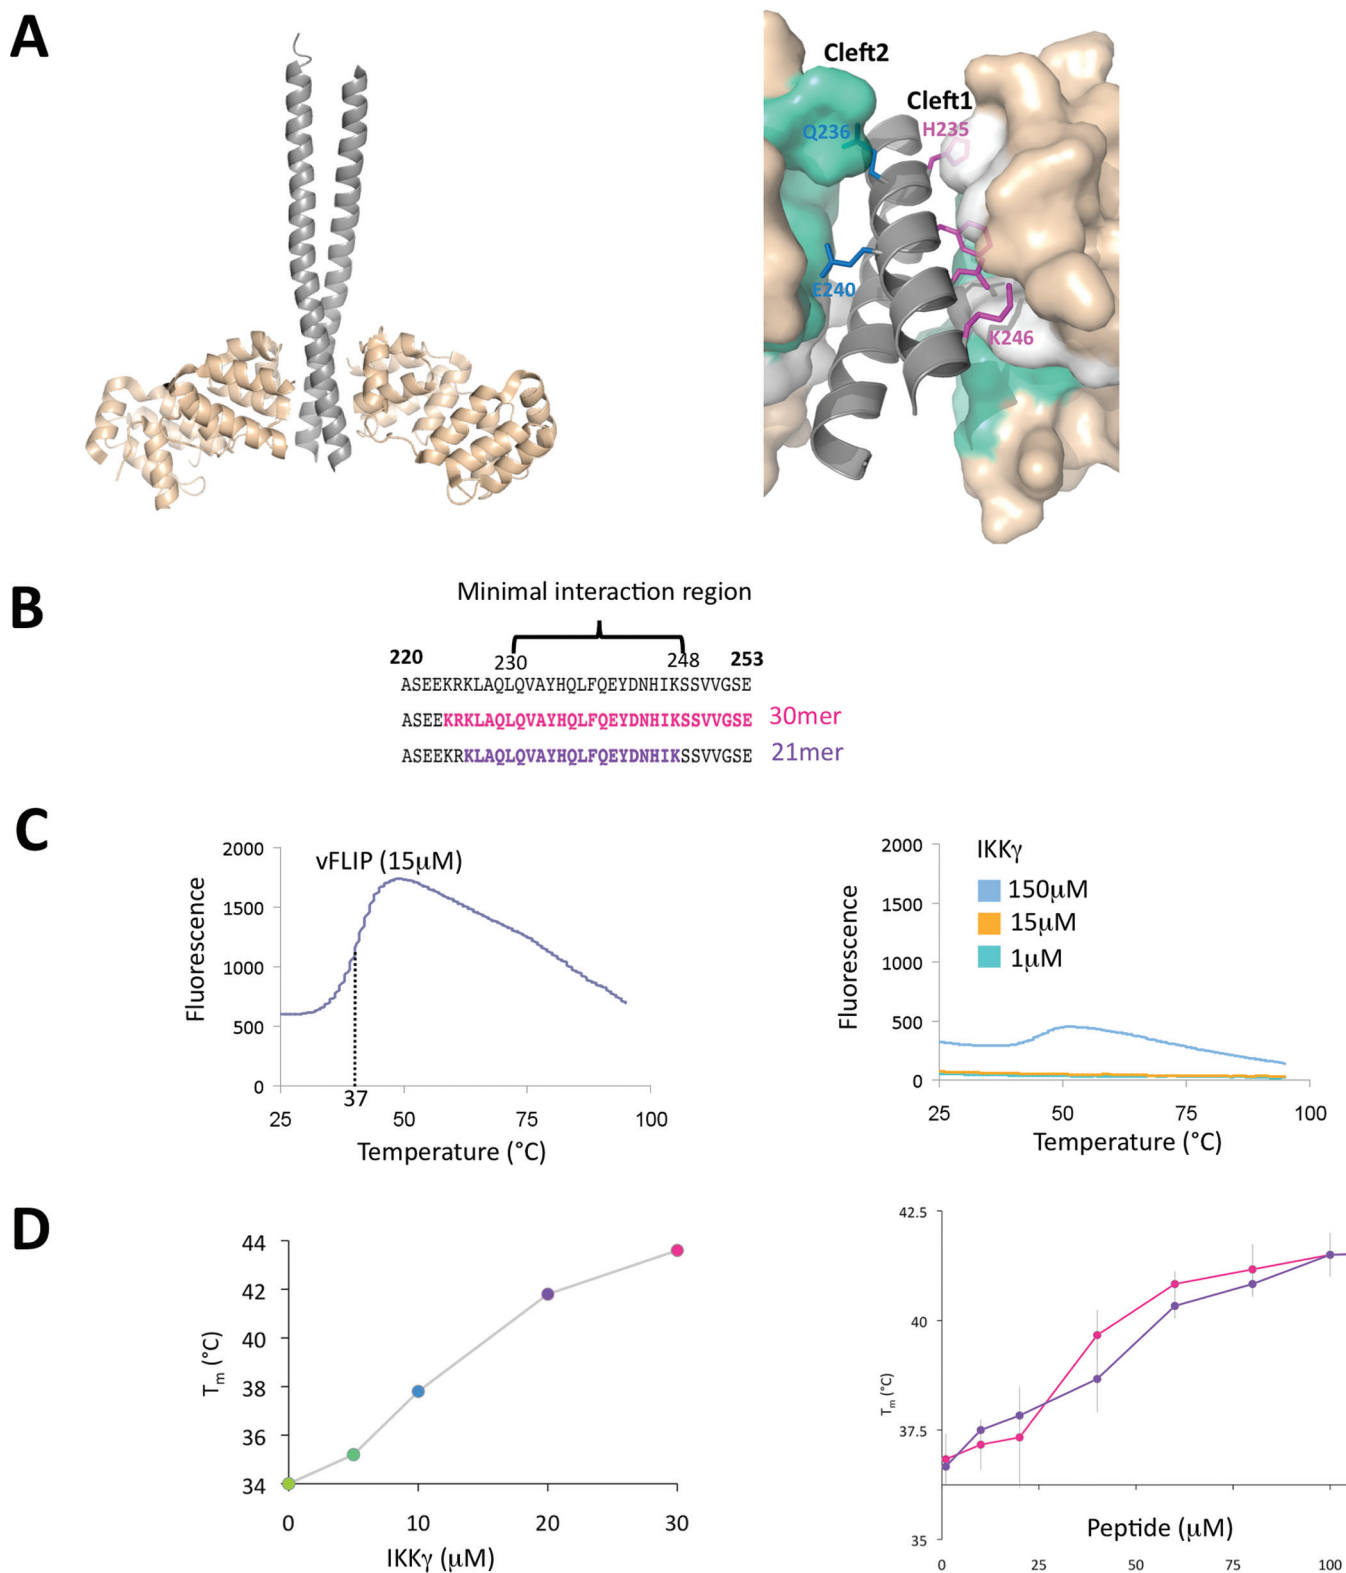 A
Cleft2
Cleft1
Q236
H235
E240
K246
B
Minimal interaction region
220 230 248 253
ASEEKRKLAQLQVAYHQLFQEYDNHIKSSVVGSE
ASEEKRKLAQLQVAYHQLFQEYDNHIKSSVVGSE 30mer
ASEEKRKLAQLQVAYHQLFQEYDNHIKSSVVGSE 21mer
C
2000
1500
1000
500
0
Fluorescence
vFLIP (15μM)
37
25 50 75 100
Temperature (°C)
2000
1500
1000
500
0
Fluorescence
IKKγ
150μM
15μM
1μM
25 50 75 100
Temperature (°C)
D
44
42
40
38
36
34
Tm (°C)
0 10 20 30
IKKγ (μM)
42.5
40
37.5
35
Tm (°C)
Peptide (μM)
0 25 50 75 100